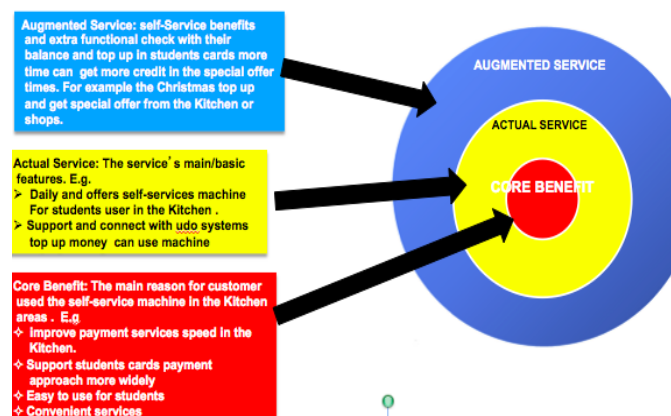 Augmented Service: self-Service benefits
and extra functional check with their
balance and top up in students cards more
time can get more credit in the special offer
times. For example the Christmas top up
and get special offer from the Kitchen or
shops.
Actual Service: The service's main/basic
features. E.g.
➢ Daily and offers self-services machine
For students user in the Kitchen .
➢ Support and connect with udo systems
top up money can use machine
Core Benefit: The main reason for customer
used the self-service machine in the Kitchen
areas . E.g
✧ Improve payment services speed in the
Kitchen.
✧ Support students cards payment
approach more widely
✧ Easy to use for students
✧ Convenient services
AUGMENTED SERVICE
ACTUAL SERVICE
CORE BENEFIT